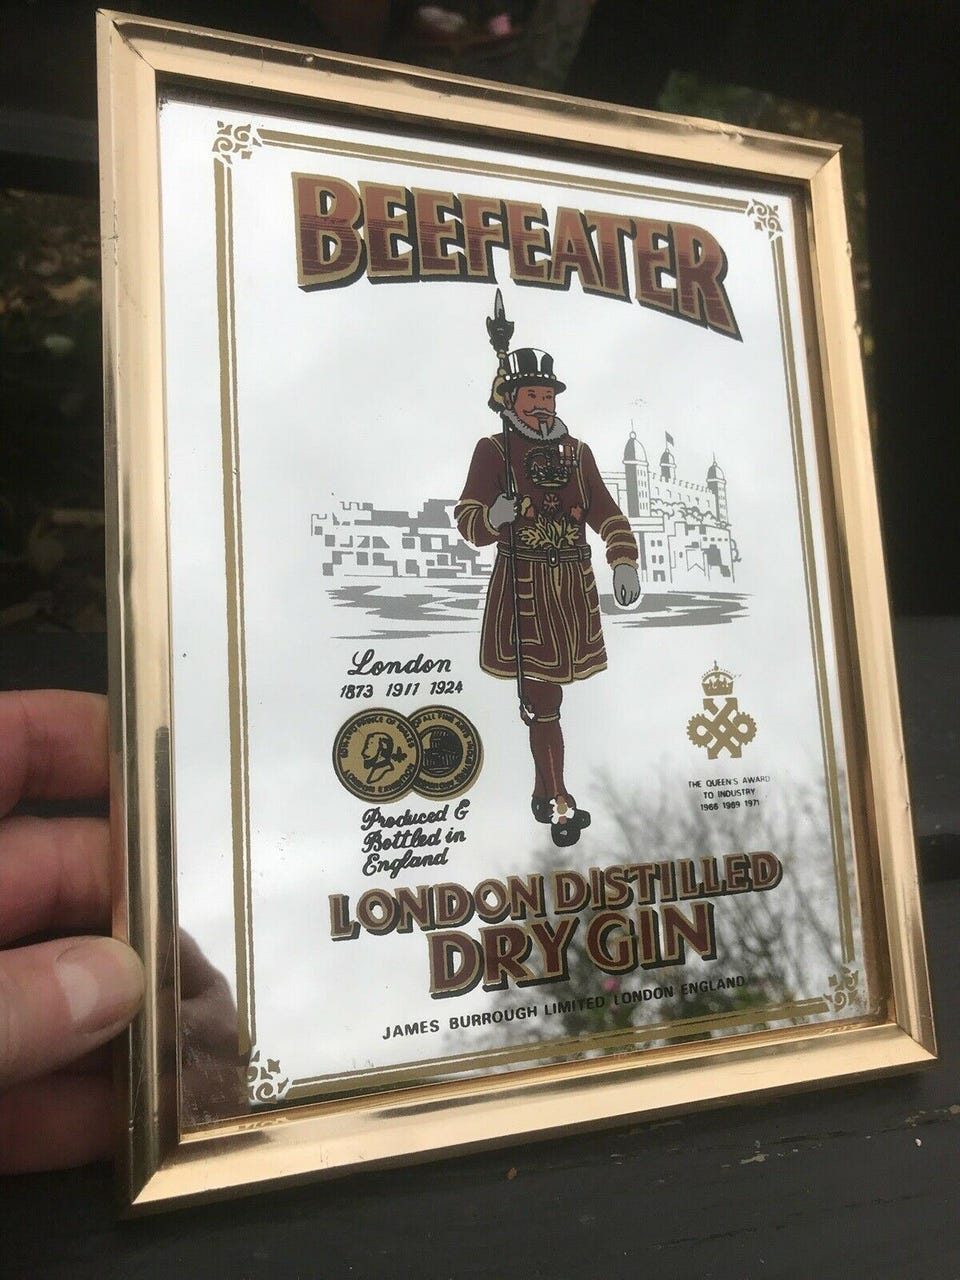 BEEFEATER
London
1873 1911 1924
Produced &
Bottled in
England
THE QUEEN'S AWARD
TO INDUSTRY
1966 1969 1971
LONDON DISTILLED
DRY GIN
JAMES BURROUGH LIMITED LONDON ENGLAND